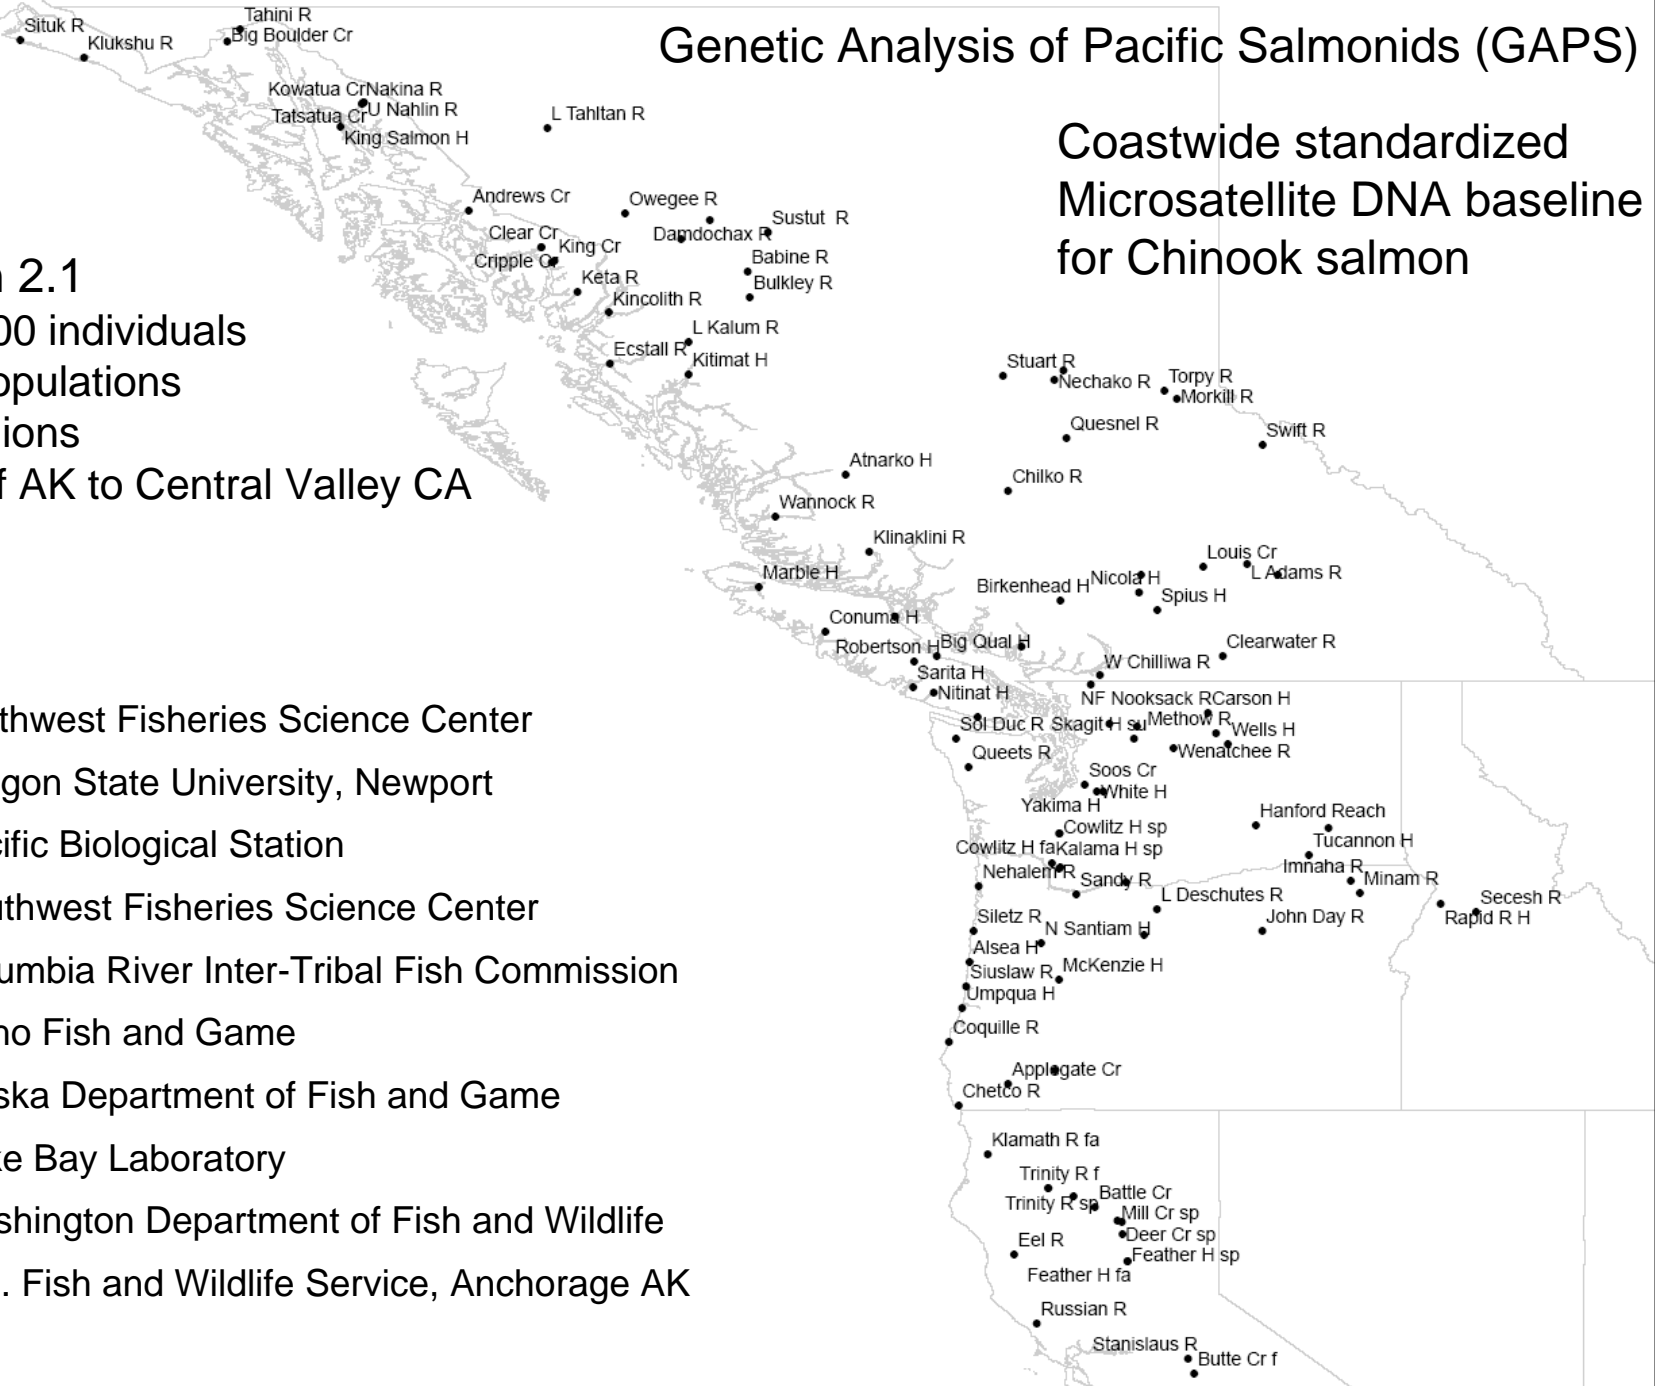 Genetic Analysis of Pacific Salmonids (GAPS)
Coastwide standardized
Microsatellite DNA baseline
for Chinook salmon
2.1
00 individuals
opulations
ions
f AK to Central Valley CA
thwest Fisheries Science Center
gon State University, Newport
ific Biological Station
uthwest Fisheries Science Center
lumbia River Inter-Tribal Fish Commission
ho Fish and Game
ska Department of Fish and Game
ke Bay Laboratory
shington Department of Fish and Wildlife
. Fish and Wildlife Service, Anchorage AK
Situk R
Klukshu R
Tahini R
Big Boulder Cr
Kowatua Cr
Nakina R
U Nahlin R
Tatsatua Cr
King Salmon H
L Tahltan R
Andrews Cr
Owegee R
Sustut R
Damdochax R
Clear Cr
King Cr
Cripple Cr
Babine R
Keta R
Bulkley R
Kincolith R
L Kalum R
Ecstall R
Kitimat H
Stuart R
Nechako R
Torpy R
Morkill R
Quesnel R
Swift R
Atnarko H
Chilko R
Wannock R
Klinaklini R
Louis Cr
L Adams R
Marble H
Birkenhead H
Nicola H
Spius H
Conuma H
Robertson H
Big Qual H
Clearwater R
W Chilliwa R
Sarita H
Nitinat H
NF Nooksack R
Carson H
Sol Duc R
Skagit H su
Methow R
Wells H
Queets R
Wenatchee R
Soos Cr
White H
Yakima H
Hanford Reach
Cowlitz H sp
Tucannon H
Cowlitz H fa
Kalama H sp
Imnaha R
Nehalem R
Sandy R
Minam R
L Deschutes R
Secesh R
Siletz R
N Santiam H
John Day R
Rapid R H
Alsea H
Siuslaw R
McKenzie H
Umpqua H
Coquille R
Applegate Cr
Chetco R
Klamath R fa
Trinity R f
Trinity R sp
Battle Cr
Mill Cr sp
Deer Cr sp
Eel R
Feather H sp
Feather H fa
Russian R
Stanislaus R
Butte Cr f